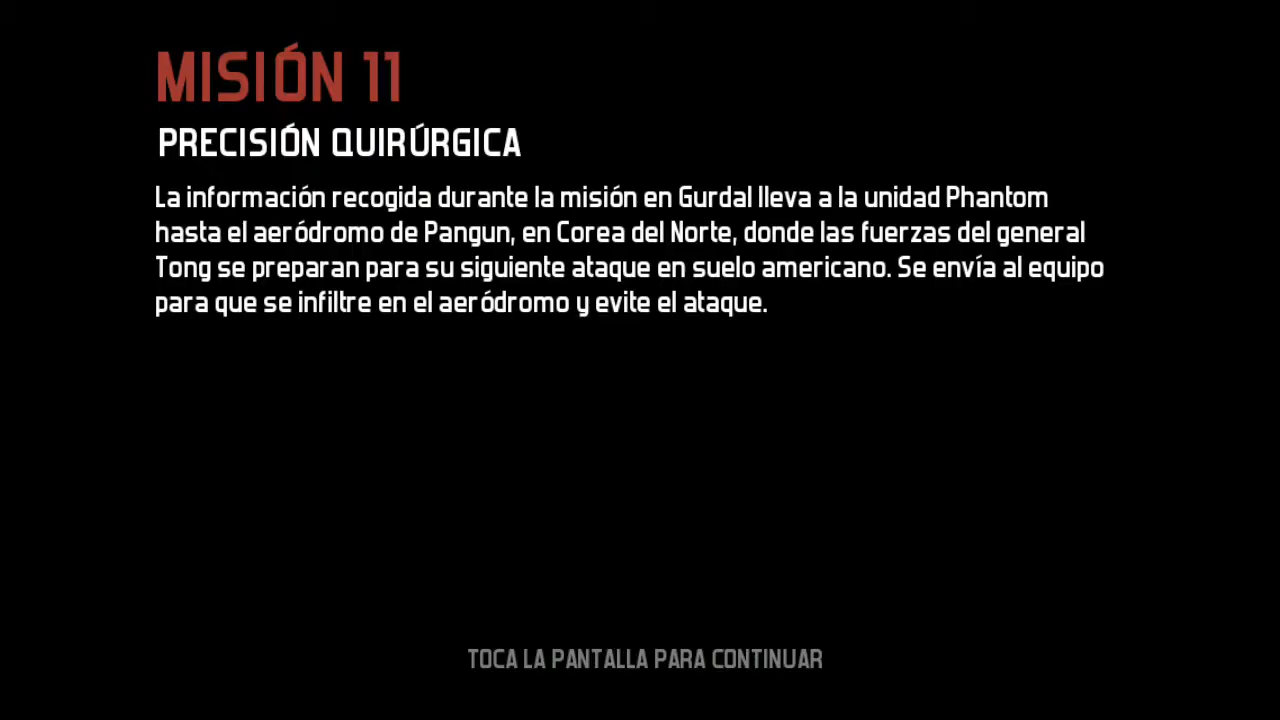 MISIÓN 11
PRECISIÓN QUIRÚRGICA
La información recogida durante la misión en Gurdal lleva a la unidad Phantom
hasta el aeródromo de Pangun, en Corea del Norte, donde las fuerzas del general
Tong se preparan para su siguiente ataque en suelo americano. Se envía al equipo
para que se infiltre en el aeródromo y evite el ataque.
TOCA LA PANTALLA PARA CONTINUAR